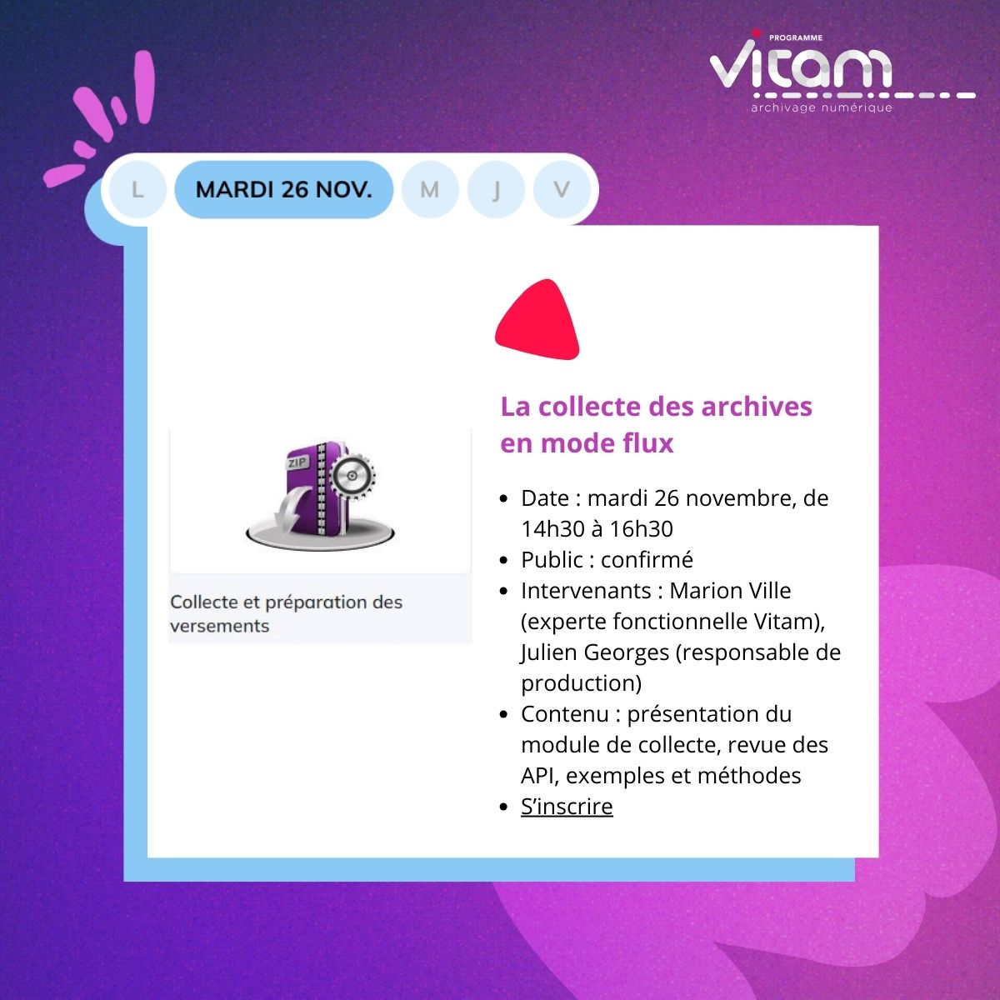 PROGRAMME
vitam
archivage numérique
L MARDI 26 NOV. M J V
La collecte des archives
en mode flux
• Date : mardi 26 novembre, de
14h30 à 16h30
• Public : confirmé
• Intervenants : Marion Ville
(experte fonctionnelle Vitam),
Julien Georges (responsable de
production)
• Contenu : présentation du
module de collecte, revue des
API, exemples et méthodes
• S’inscrire
ZIP
Collecte et préparation des
versements